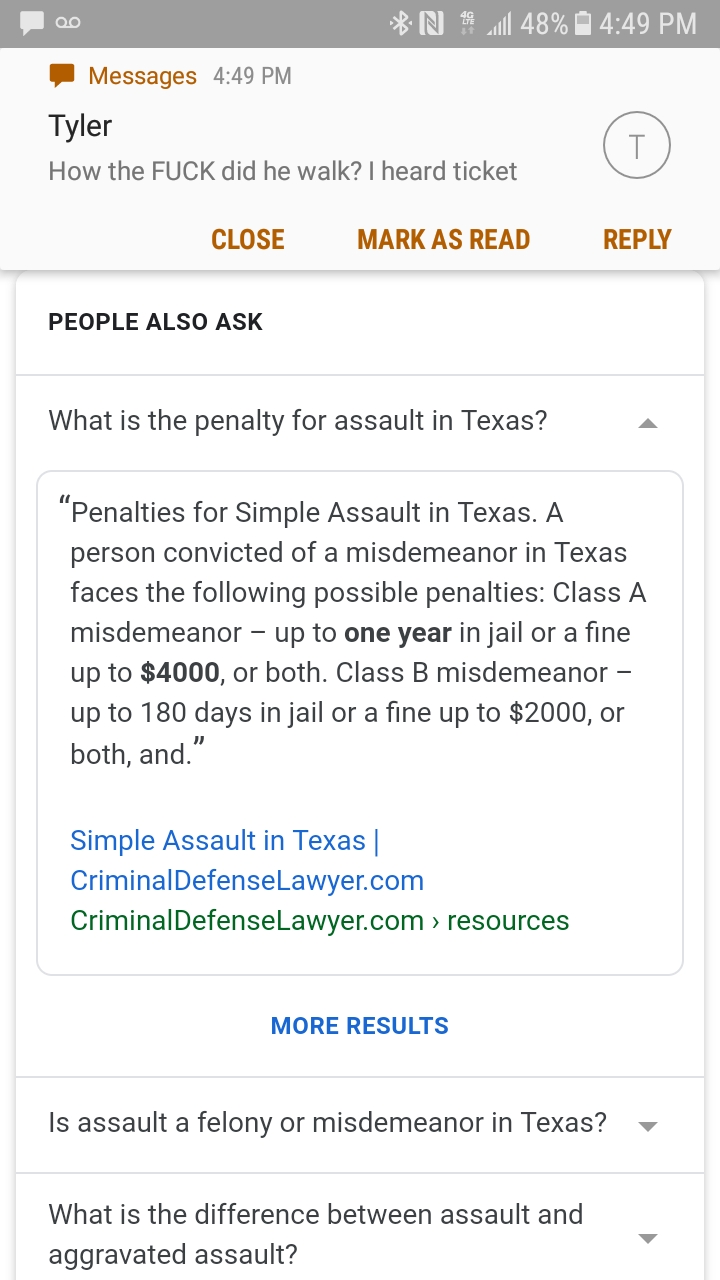 4G LTE 48% 4:49 PM
Messages 4:49 PM
Tyler
T
How the FUCK did he walk? I heard ticket
CLOSE MARK AS READ REPLY
PEOPLE ALSO ASK
What is the penalty for assault in Texas?
“Penalties for Simple Assault in Texas. A
person convicted of a misdemeanor in Texas
faces the following possible penalties: Class A
misdemeanor – up to one year in jail or a fine
up to $4000, or both. Class B misdemeanor –
up to 180 days in jail or a fine up to $2000, or
both, and.”
Simple Assault in Texas |
CriminalDefenseLawyer.com
CriminalDefenseLawyer.com › resources
MORE RESULTS
Is assault a felony or misdemeanor in Texas?
What is the difference between assault and
aggravated assault?